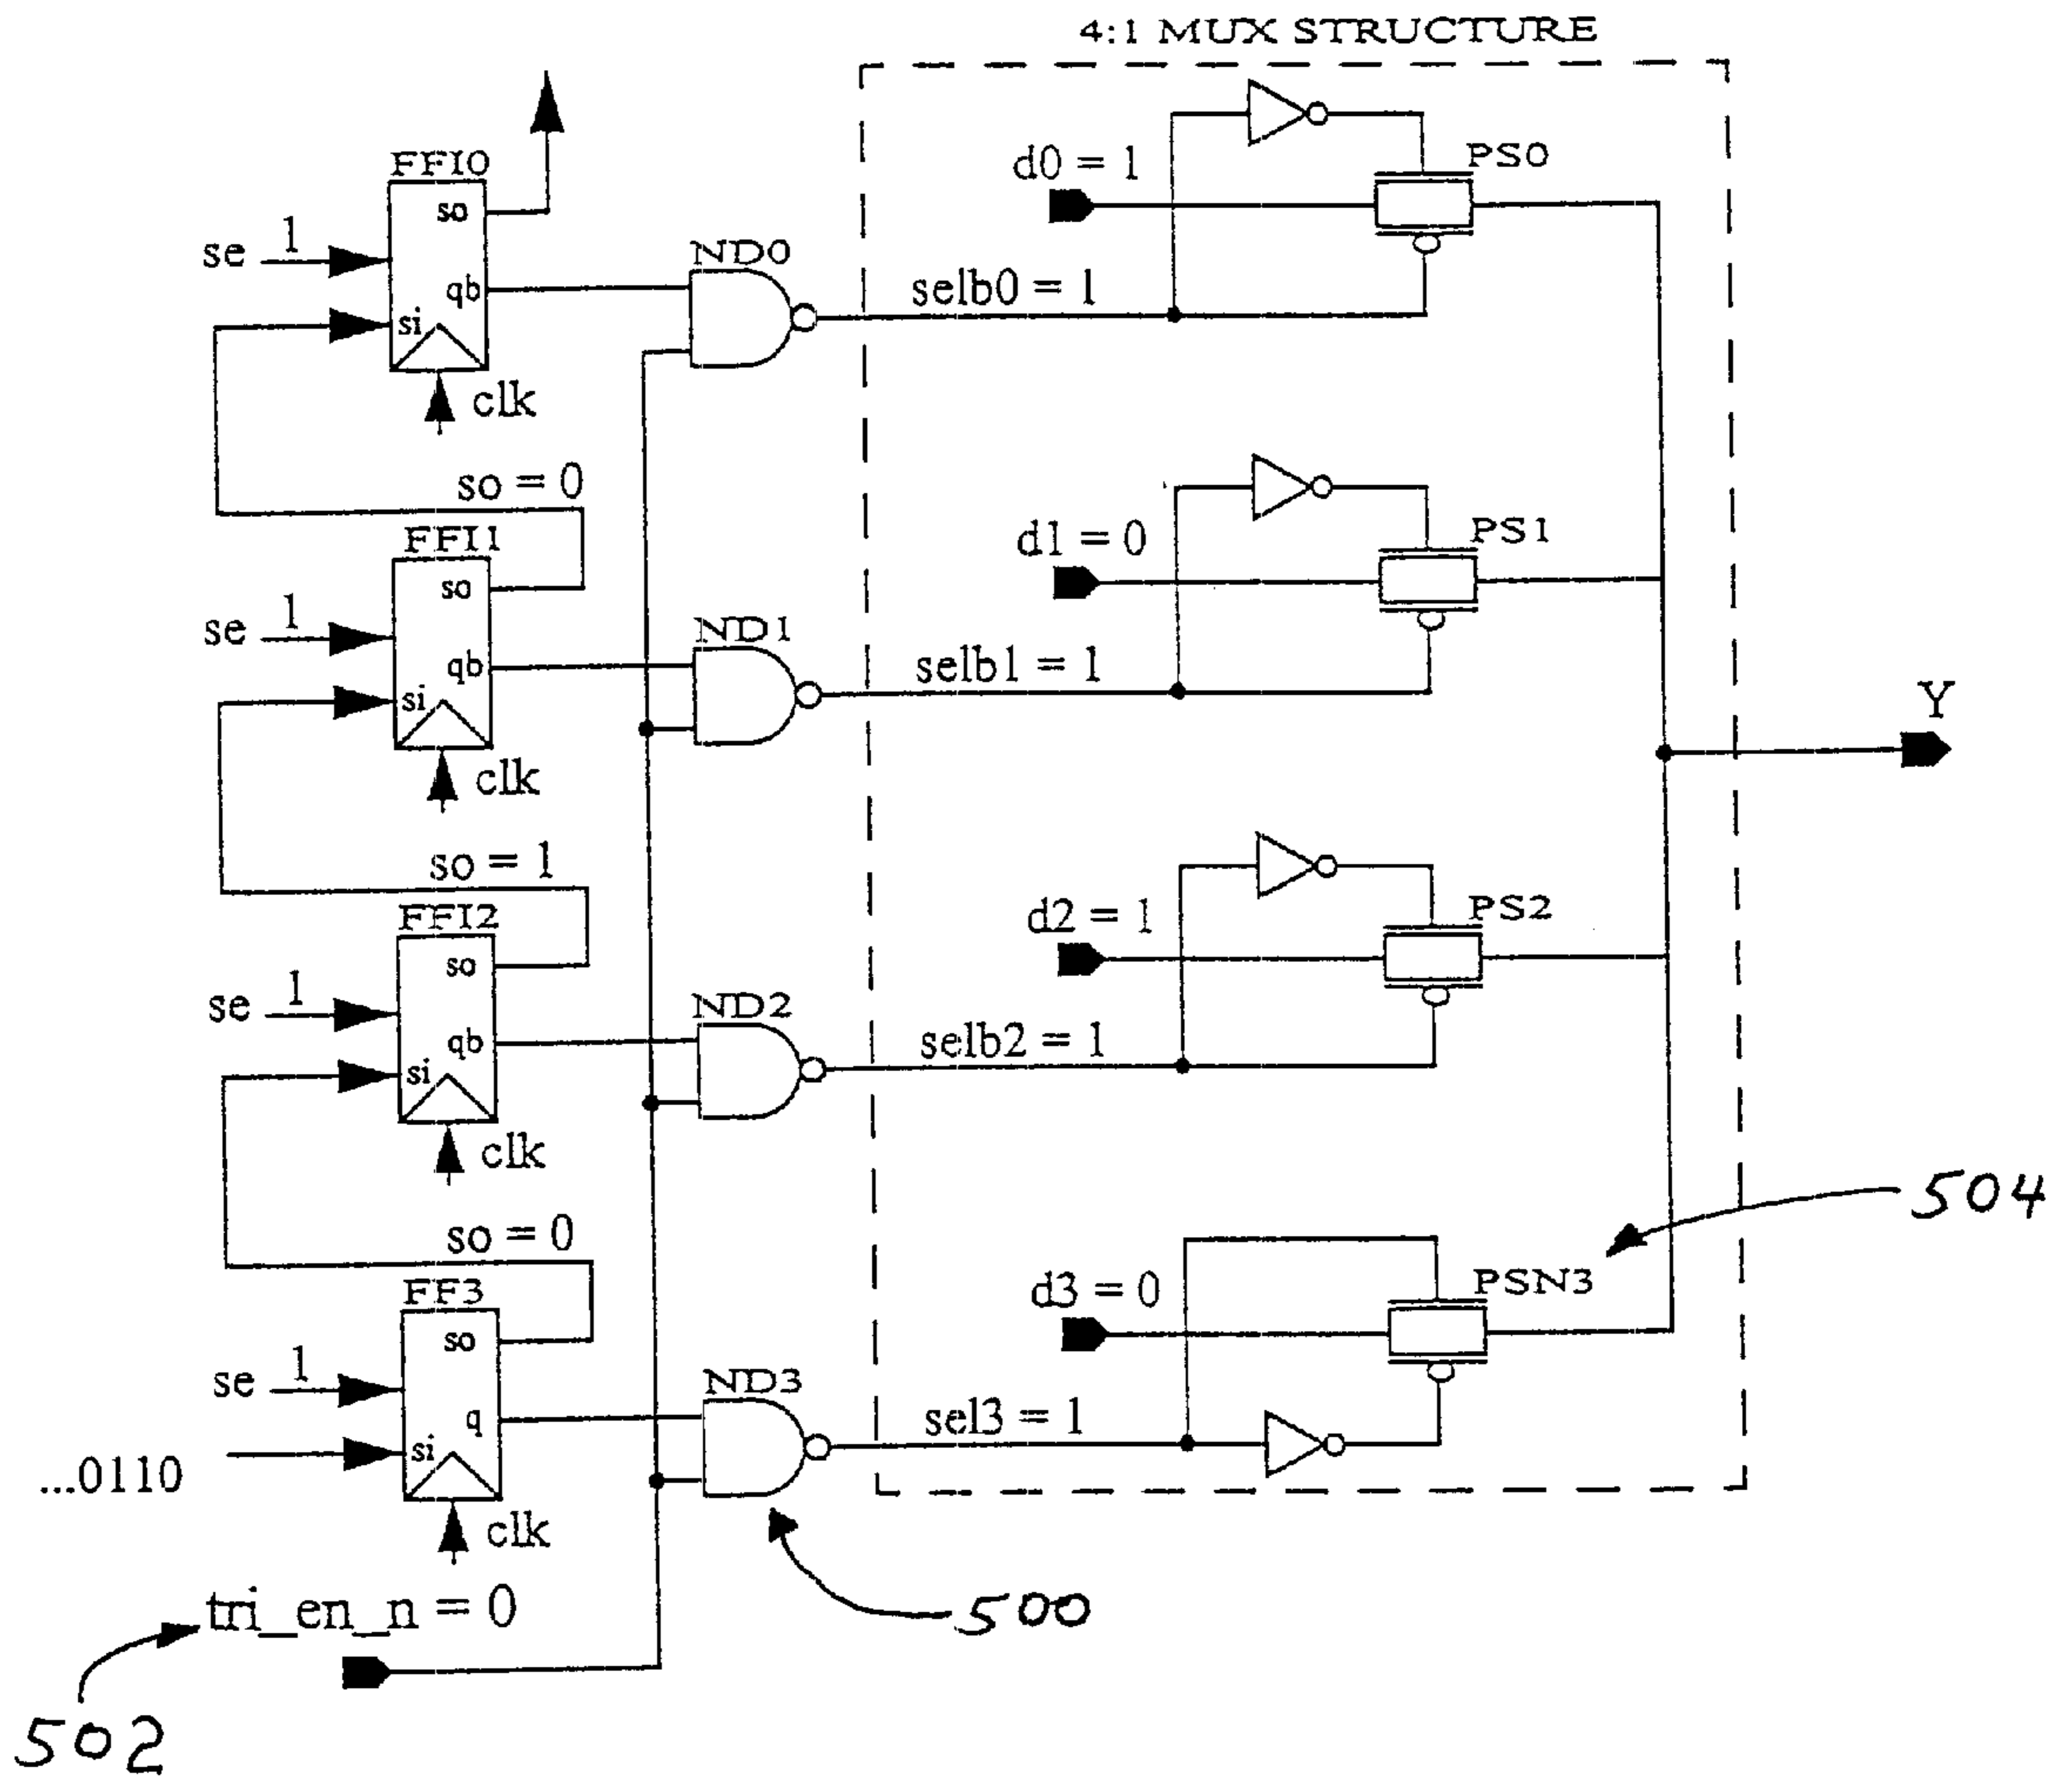 4:1 MUX STRUCTURE
FFI0
so
se 1
qb
si
clk
ND0
selb0 = 1
d0 = 1
PS0
so = 0
FFI1
so
se 1
qb
si
clk
ND1
selb1 = 1
d1 = 0
PS1
Y
so = 1
FFI2
so
se 1
qb
si
clk
ND2
selb2 = 1
d2 = 1
PS2
so = 0
FF3
so
se 1
q
si
...0110
clk
ND3
sel3 = 1
d3 = 0
PSN3
504
500
tri_en_n = 0
502